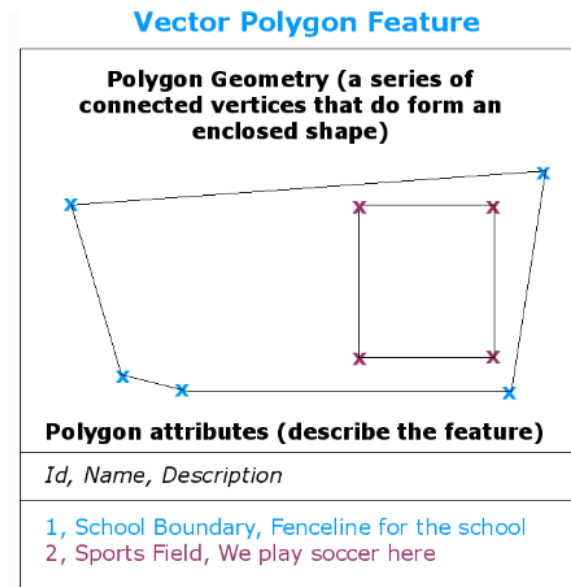 Vector Polygon Feature
Polygon Geometry (a series of
connected vertices that do form an
enclosed shape)
Polygon attributes (describe the feature)
Id, Name, Description
1, School Boundary, Fenceline for the school
2, Sports Field, We play soccer here